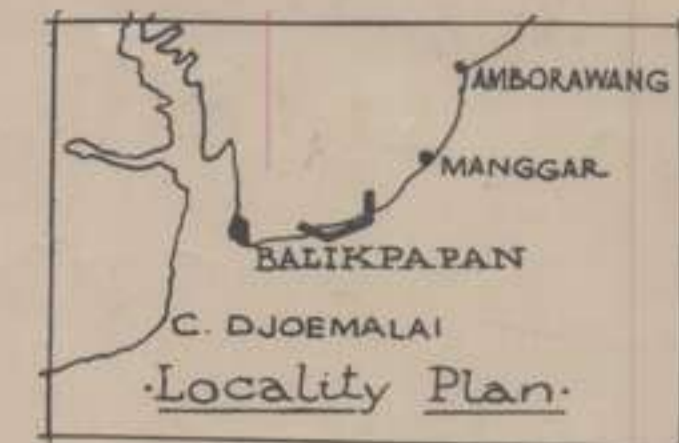 AMBORAWANG
MANGGAR
BALIKPAPAN
C. DJOEMALAI
·Locality Plan·